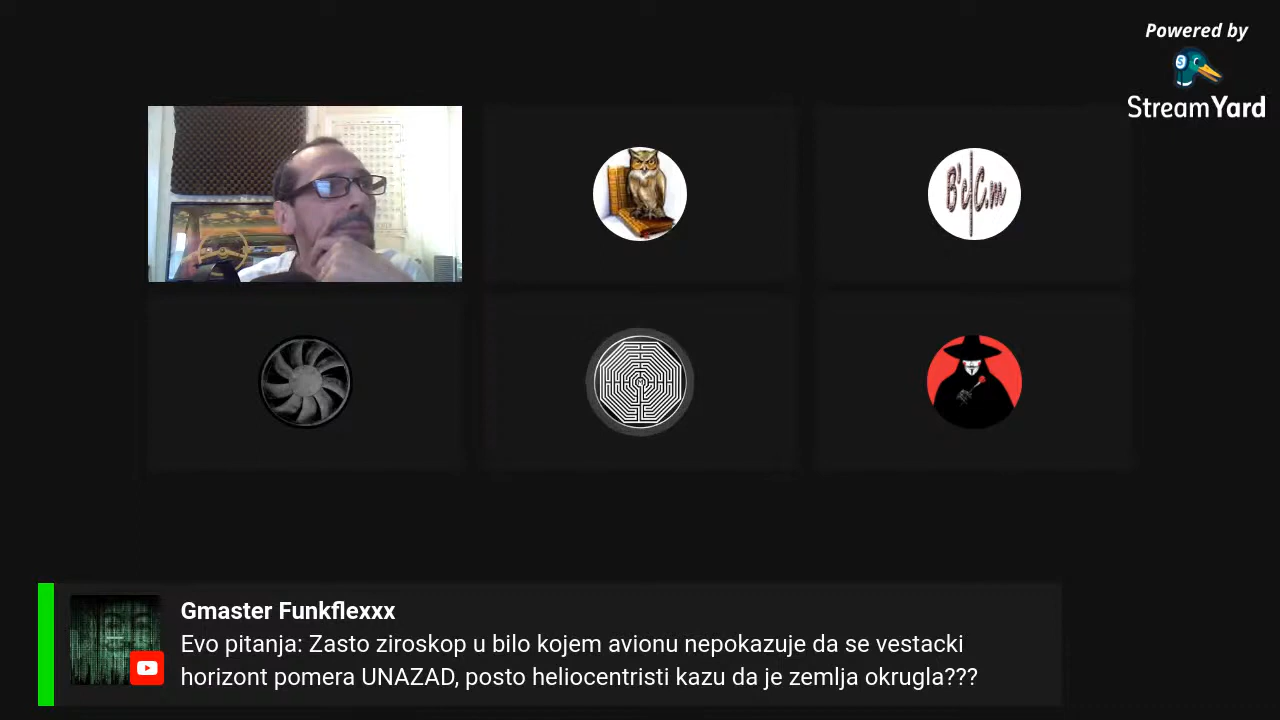 Powered by
StreamYard
B'c|C.m
Gmaster Funkflexxx
Evo pitanja: Zasto ziroskop u bilo kojem avionu nepokazuje da se vestacki
horizont pomera UNAZAD, posto heliocentristi kazu da je zemlja okrugla???